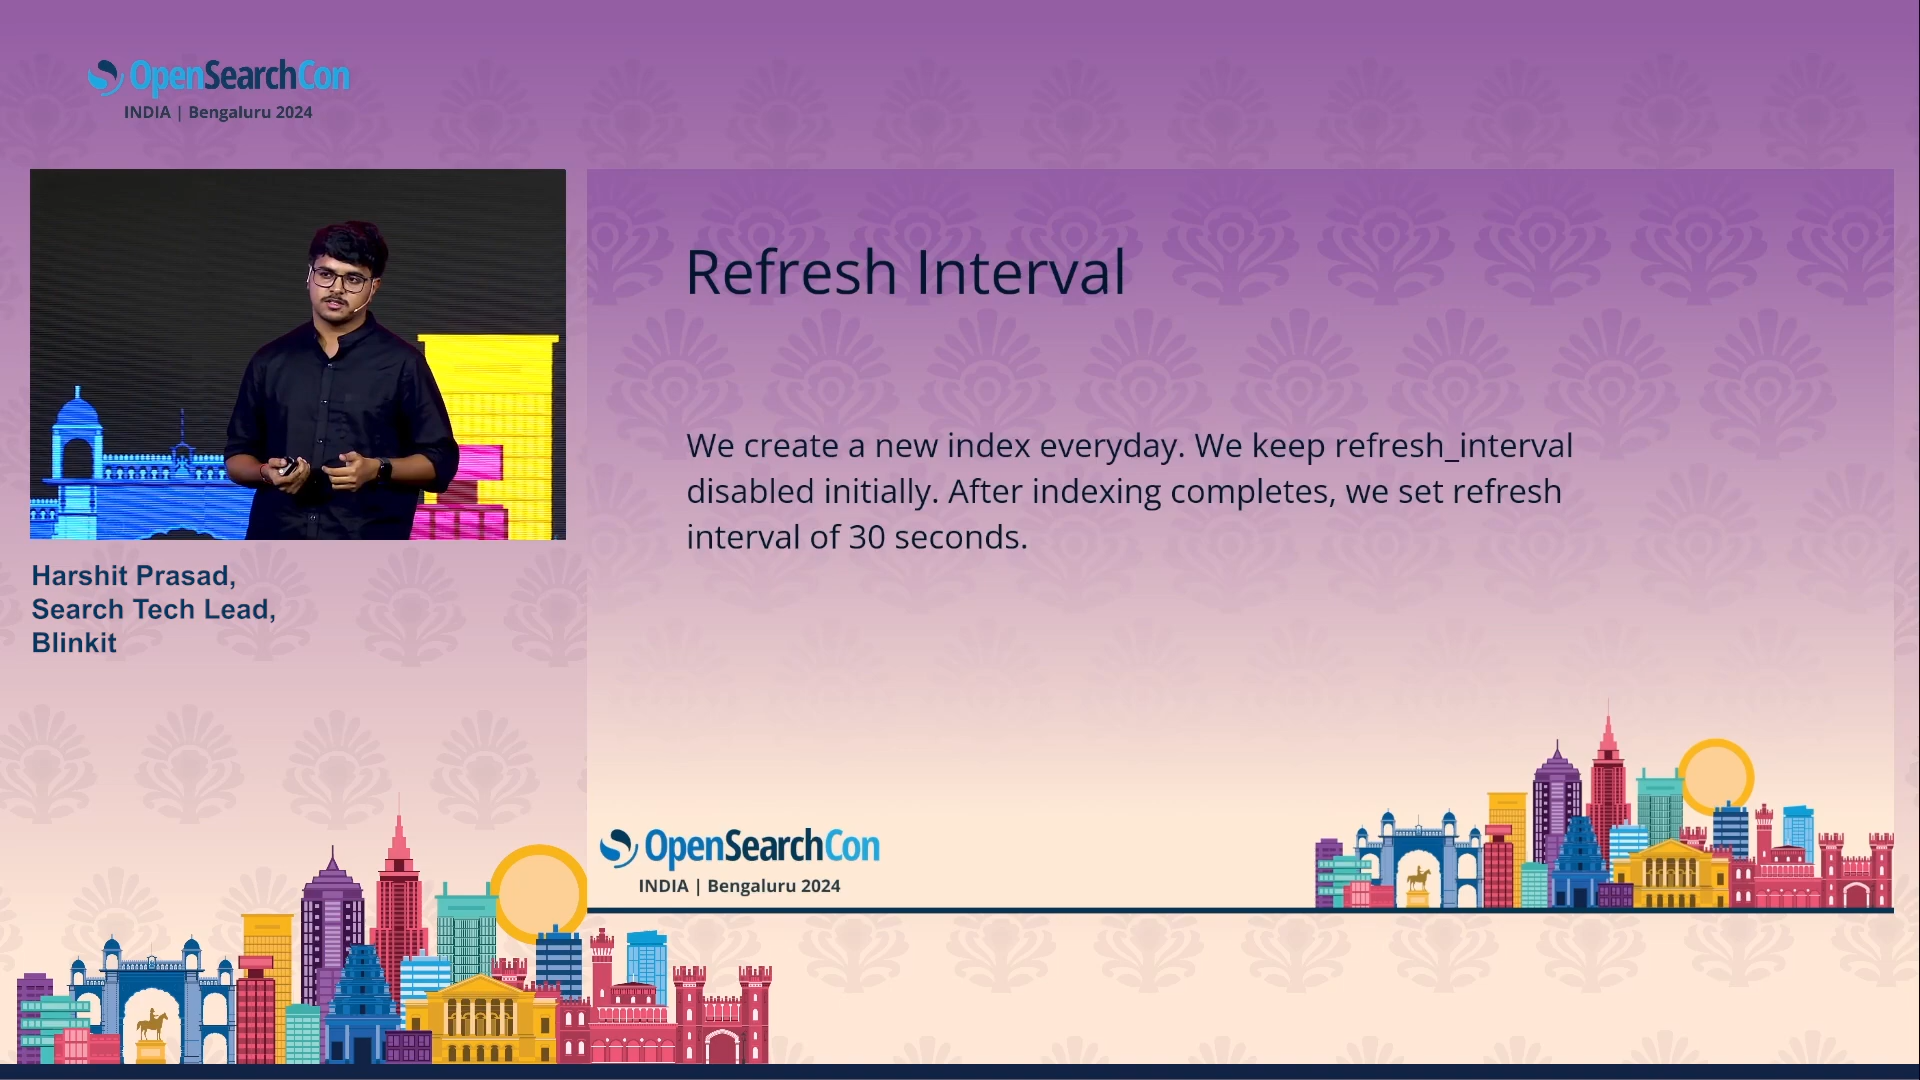 OpenSearchCon
INDIA | Bengaluru 2024
Harshit Prasad,
Search Tech Lead,
Blinkit
Refresh Interval
We create a new index everyday. We keep refresh_interval
disabled initially. After indexing completes, we set refresh
interval of 30 seconds.
OpenSearchCon
INDIA | Bengaluru 2024